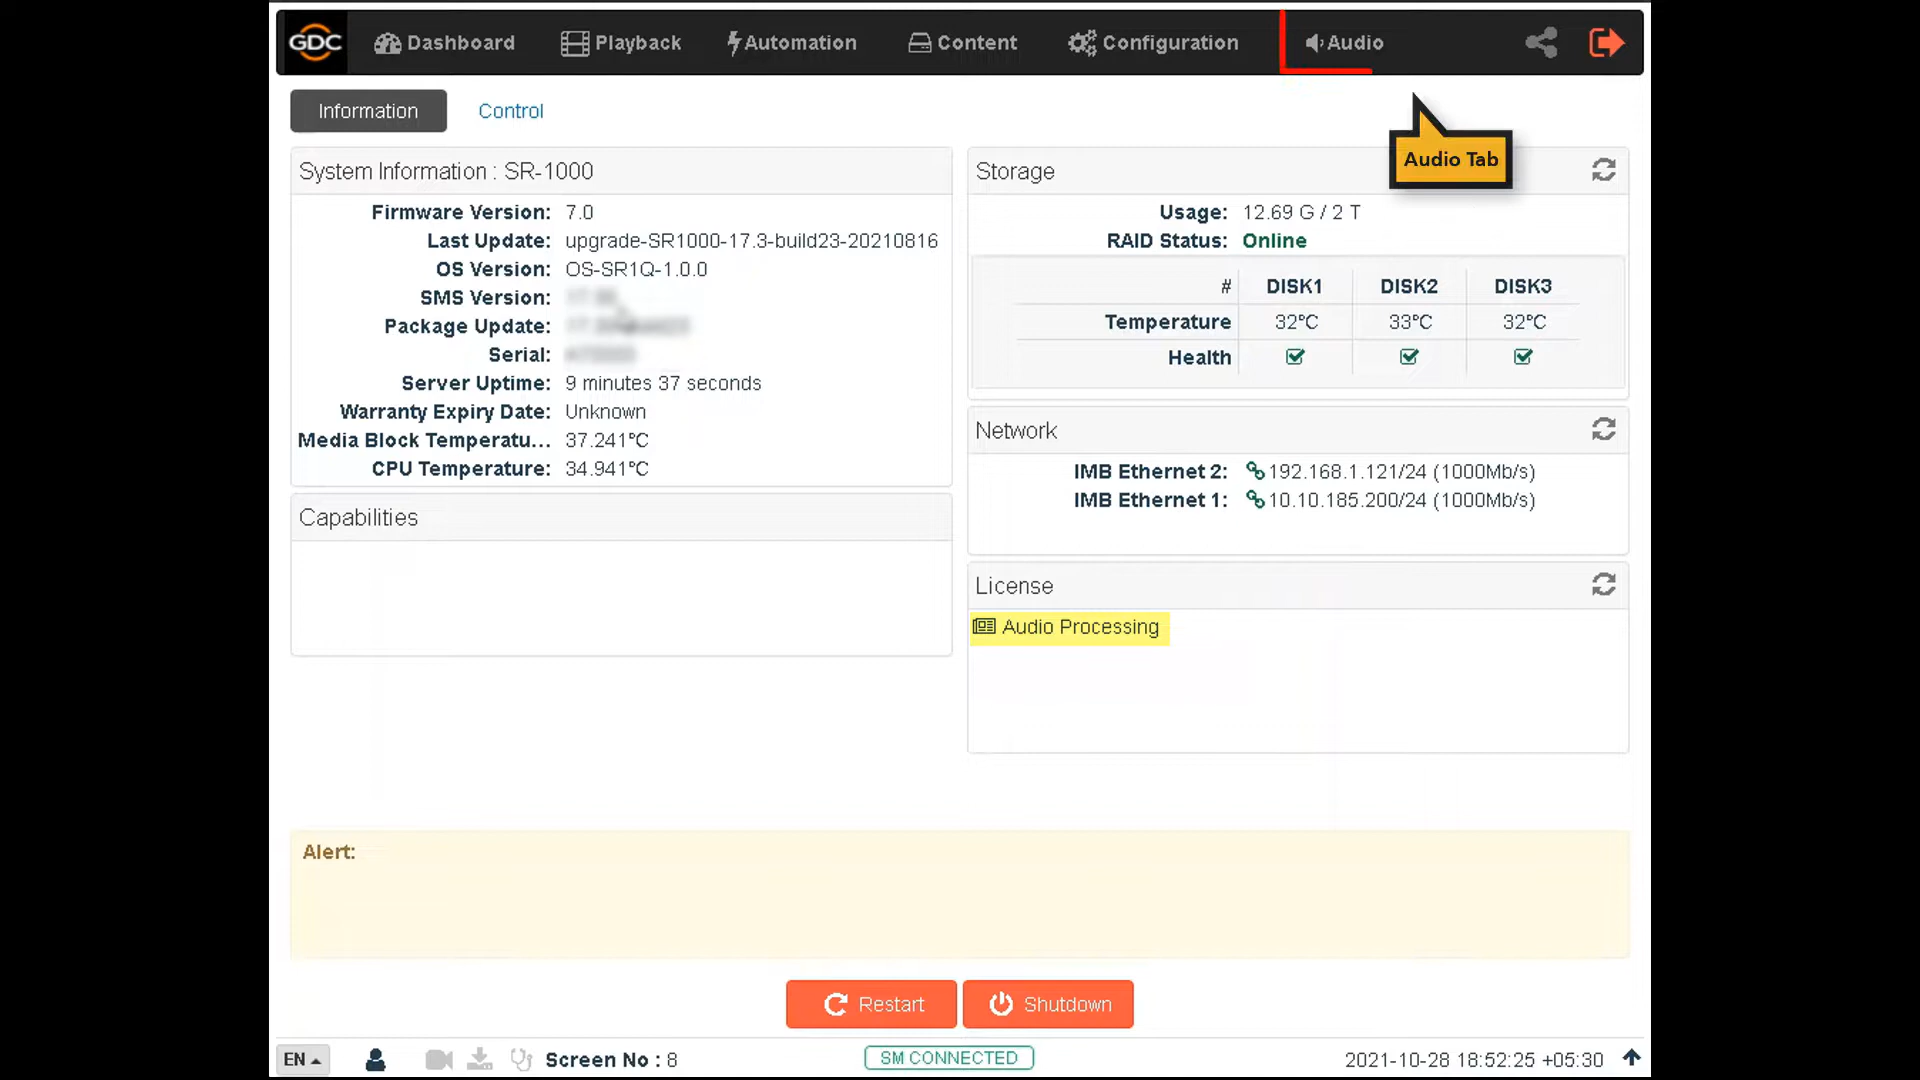 GDC Dashboard Playback Automation Content Configuration Audio
Audio Tab
Information Control
System Information : SR-1000
Firmware Version: 7.0
Last Update: upgrade-SR1000-17.3-build23-20210816
OS Version: OS-SR1Q-1.0.0
SMS Version:
Package Update:
Serial:
Server Uptime: 9 minutes 37 seconds
Warranty Expiry Date: Unknown
Media Block Temperatu... 37.241°C
CPU Temperature: 34.941°C
Capabilities
Storage
Usage: 12.69 G / 2 T
RAID Status: Online
# DISK1 DISK2 DISK3
Temperature 32°C 33°C 32°C
Health
Network
IMB Ethernet 2: 192.168.1.121/24 (1000Mb/s)
IMB Ethernet 1: 10.10.185.200/24 (1000Mb/s)
License
Audio Processing
Alert:
Restart Shutdown
EN Screen No : 8 SM CONNECTED 2021-10-28 18:52:25 +05:30